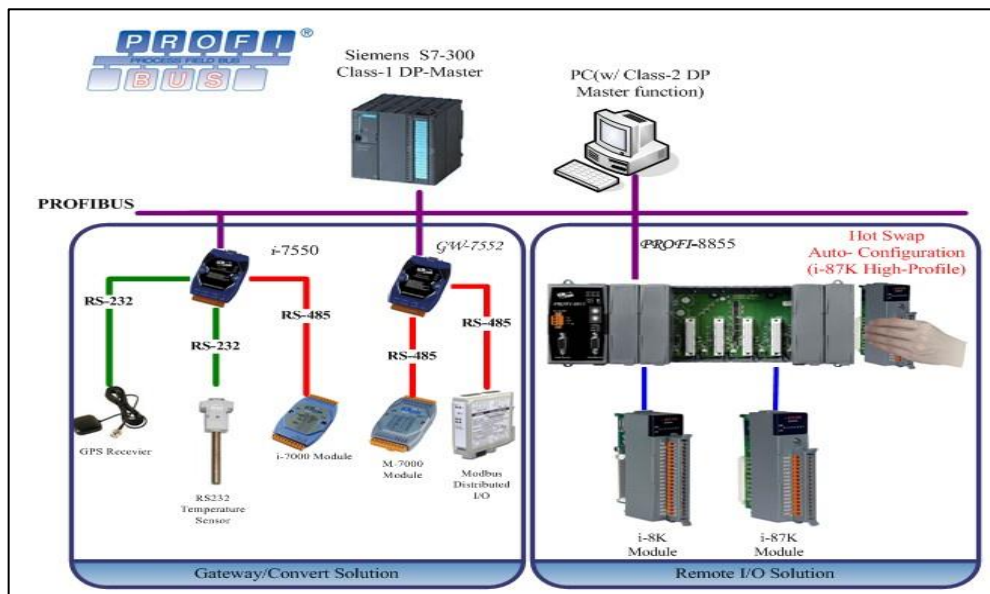 PROFI®
PROCESS FIELD BUS
BUS
Siemens S7-300
Class-1 DP-Master
PC(w/ Class-2 DP
Master function)
PROFIBUS
i-7550
GW-7552
RS-232
RS-232
RS-485
RS-485
RS-485
GPS Recevier
RS232
Temperature
Sensor
i-7000 Module
M-7000
Module
Modbus
Distributed
I/O
Gateway/Convert Solution
PROFI-8855
Hot Swap
Auto- Configuration
(i-87K High-Profile)
i-8K
Module
i-87K
Module
Remote I/O Solution